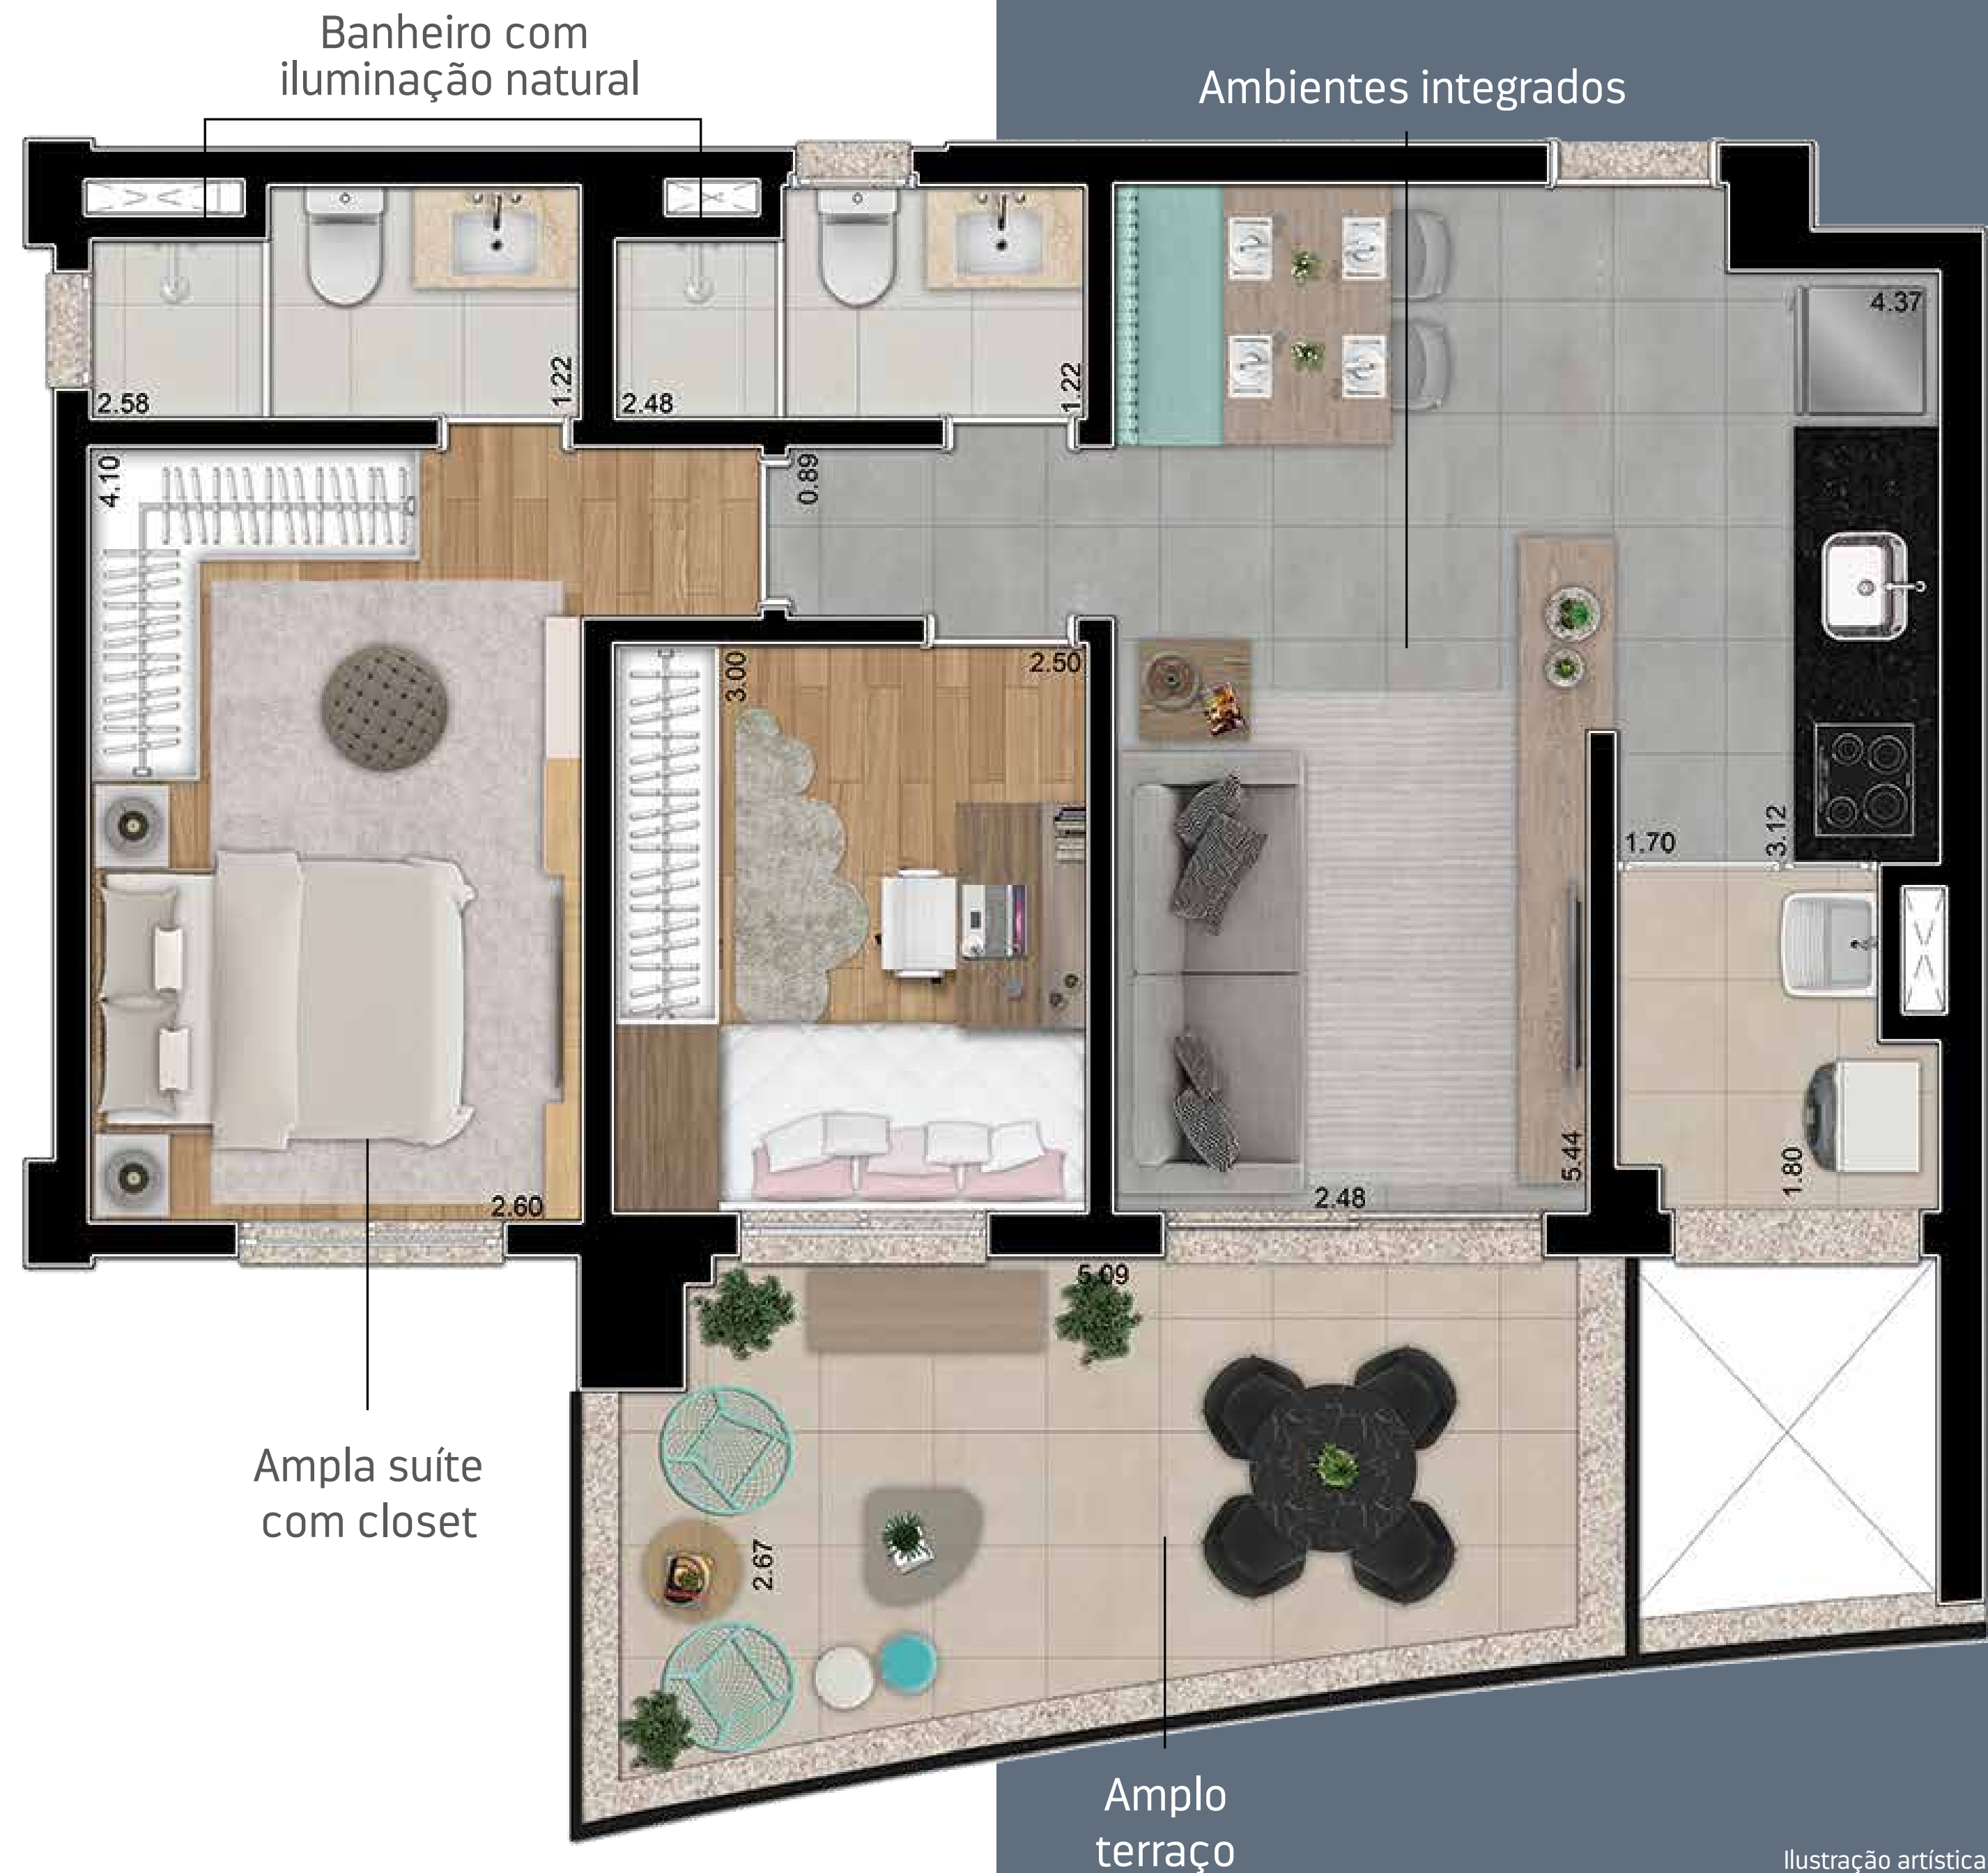 Banheiro com
iluminação natural
Ambientes integrados
4.37
2.58
1.22
2.48
1.22
4.10
0.89
3.00
2.50
1.70
3.12
5.44
1.80
2.60
2.48
5.09
Ampla suíte
com closet
2.67
Amplo
terraço
Ilustração artística